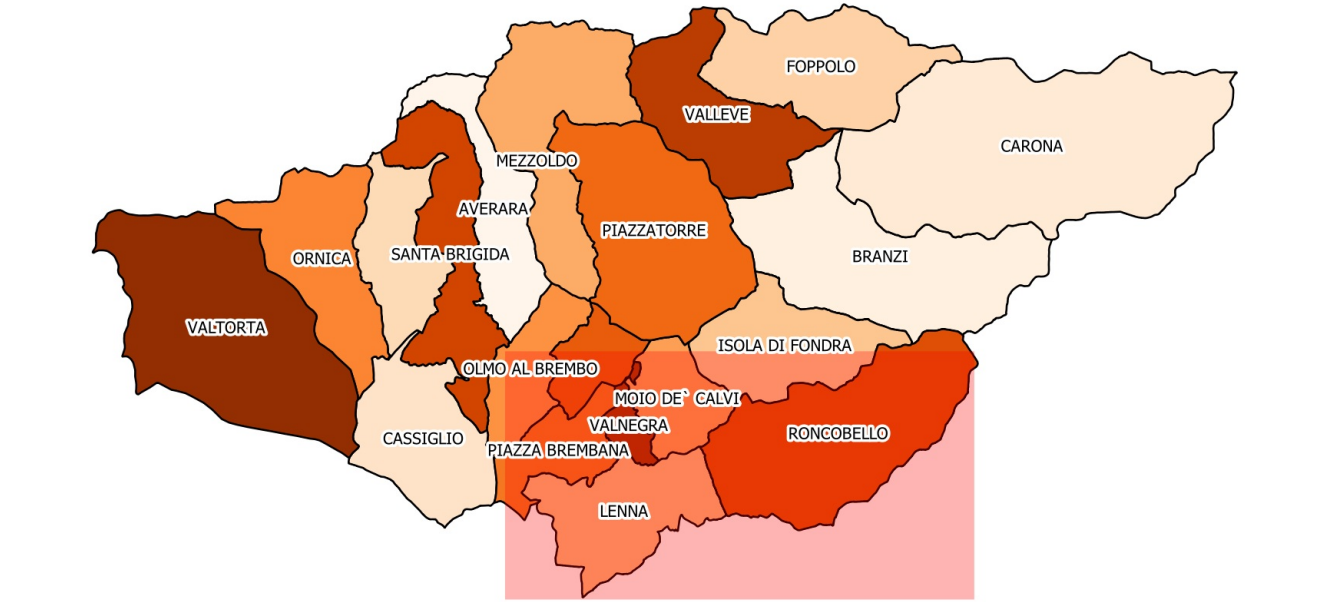 FOPPOLO
VALLEVE
CARONA
MEZZOLDO
AVERARA
PIAZZATORRE
SANTA BRIGIDA
BRANZI
ORNICA
VALTORTA
ISOLA DI FONDRA
OLMO AL BREMBO
MOIO DE` CALVI
VALNEGRA
RONCOBELLO
CASSIGLIO
PIAZZA BREMBANA
LENNA